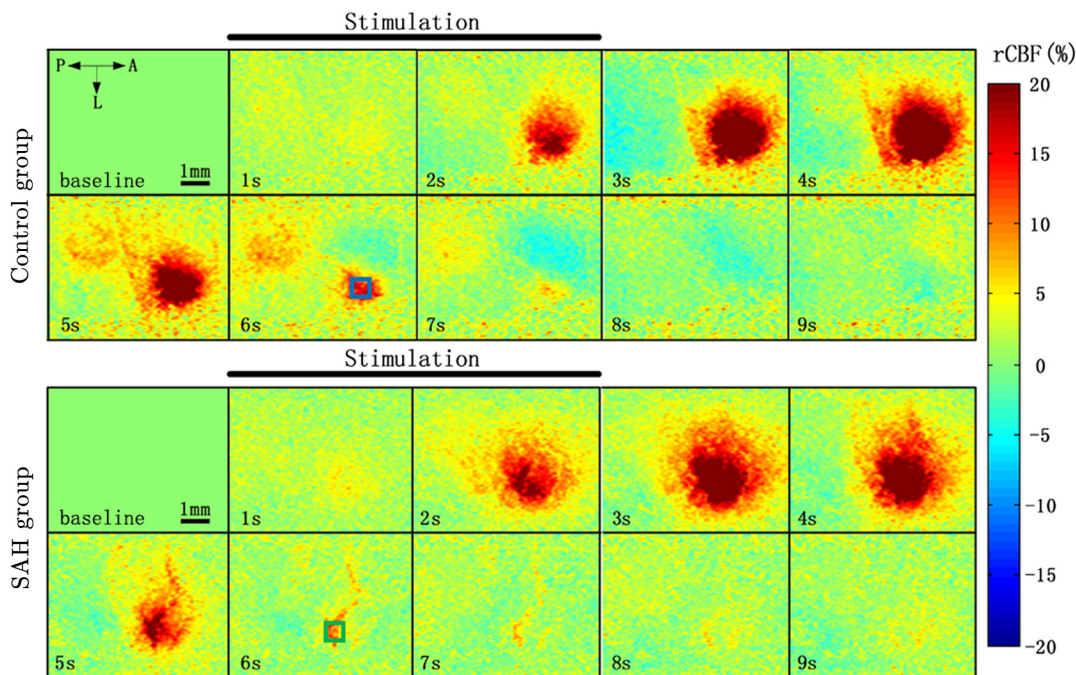 Stimulation
rCBF(%)
Control group
P A
L
baseline 1mm 1s 2s 3s 4s
5s 6s 7s 8s 9s
Stimulation
SAH group
baseline 1mm 1s 2s 3s 4s
5s 6s 7s 8s 9s
20
15
10
5
0
-5
-10
-15
-20